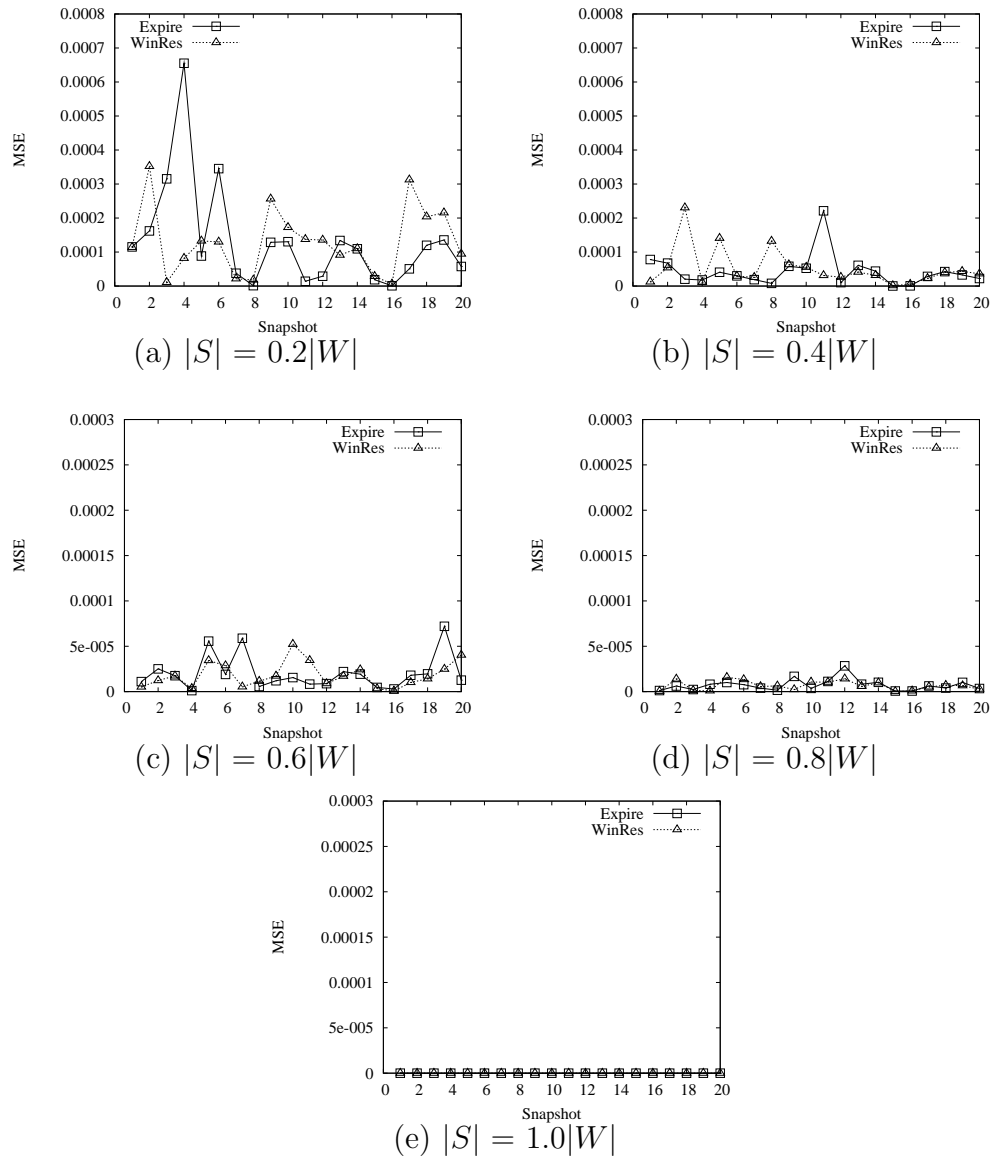 0.0008
0.0007
0.0006
0.0005
0.0004
0.0003
0.0002
0.0001
0
MSE
Expire
WinRes
0 2 4 6 8 10 12 14 16 18 20
Snapshot
(a) |S| = 0.2|W|
0.0008
0.0007
0.0006
0.0005
0.0004
0.0003
0.0002
0.0001
0
MSE
Expire
WinRes
0 2 4 6 8 10 12 14 16 18 20
Snapshot
(b) |S| = 0.4|W|
0.0003
0.00025
0.0002
0.00015
0.0001
5e-005
0
MSE
Expire
WinRes
0 2 4 6 8 10 12 14 16 18 20
Snapshot
(c) |S| = 0.6|W|
0.0003
0.00025
0.0002
0.00015
0.0001
5e-005
0
MSE
Expire
WinRes
0 2 4 6 8 10 12 14 16 18 20
Snapshot
(d) |S| = 0.8|W|
0.0003
0.00025
0.0002
0.00015
0.0001
5e-005
0
MSE
Expire
WinRes
0 2 4 6 8 10 12 14 16 18 20
Snapshot
(e) |S| = 1.0|W|